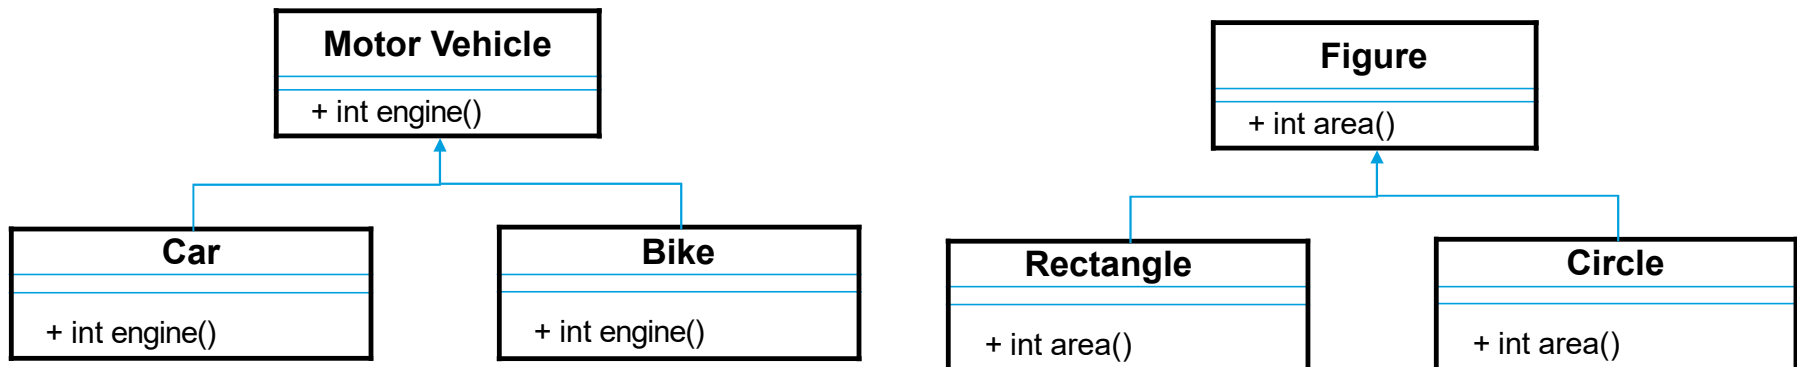 Motor Vehicle
+ int engine()
Car
+ int engine()
Bike
+ int engine()
Figure
+ int area()
Rectangle
+ int area()
Circle
+ int area()